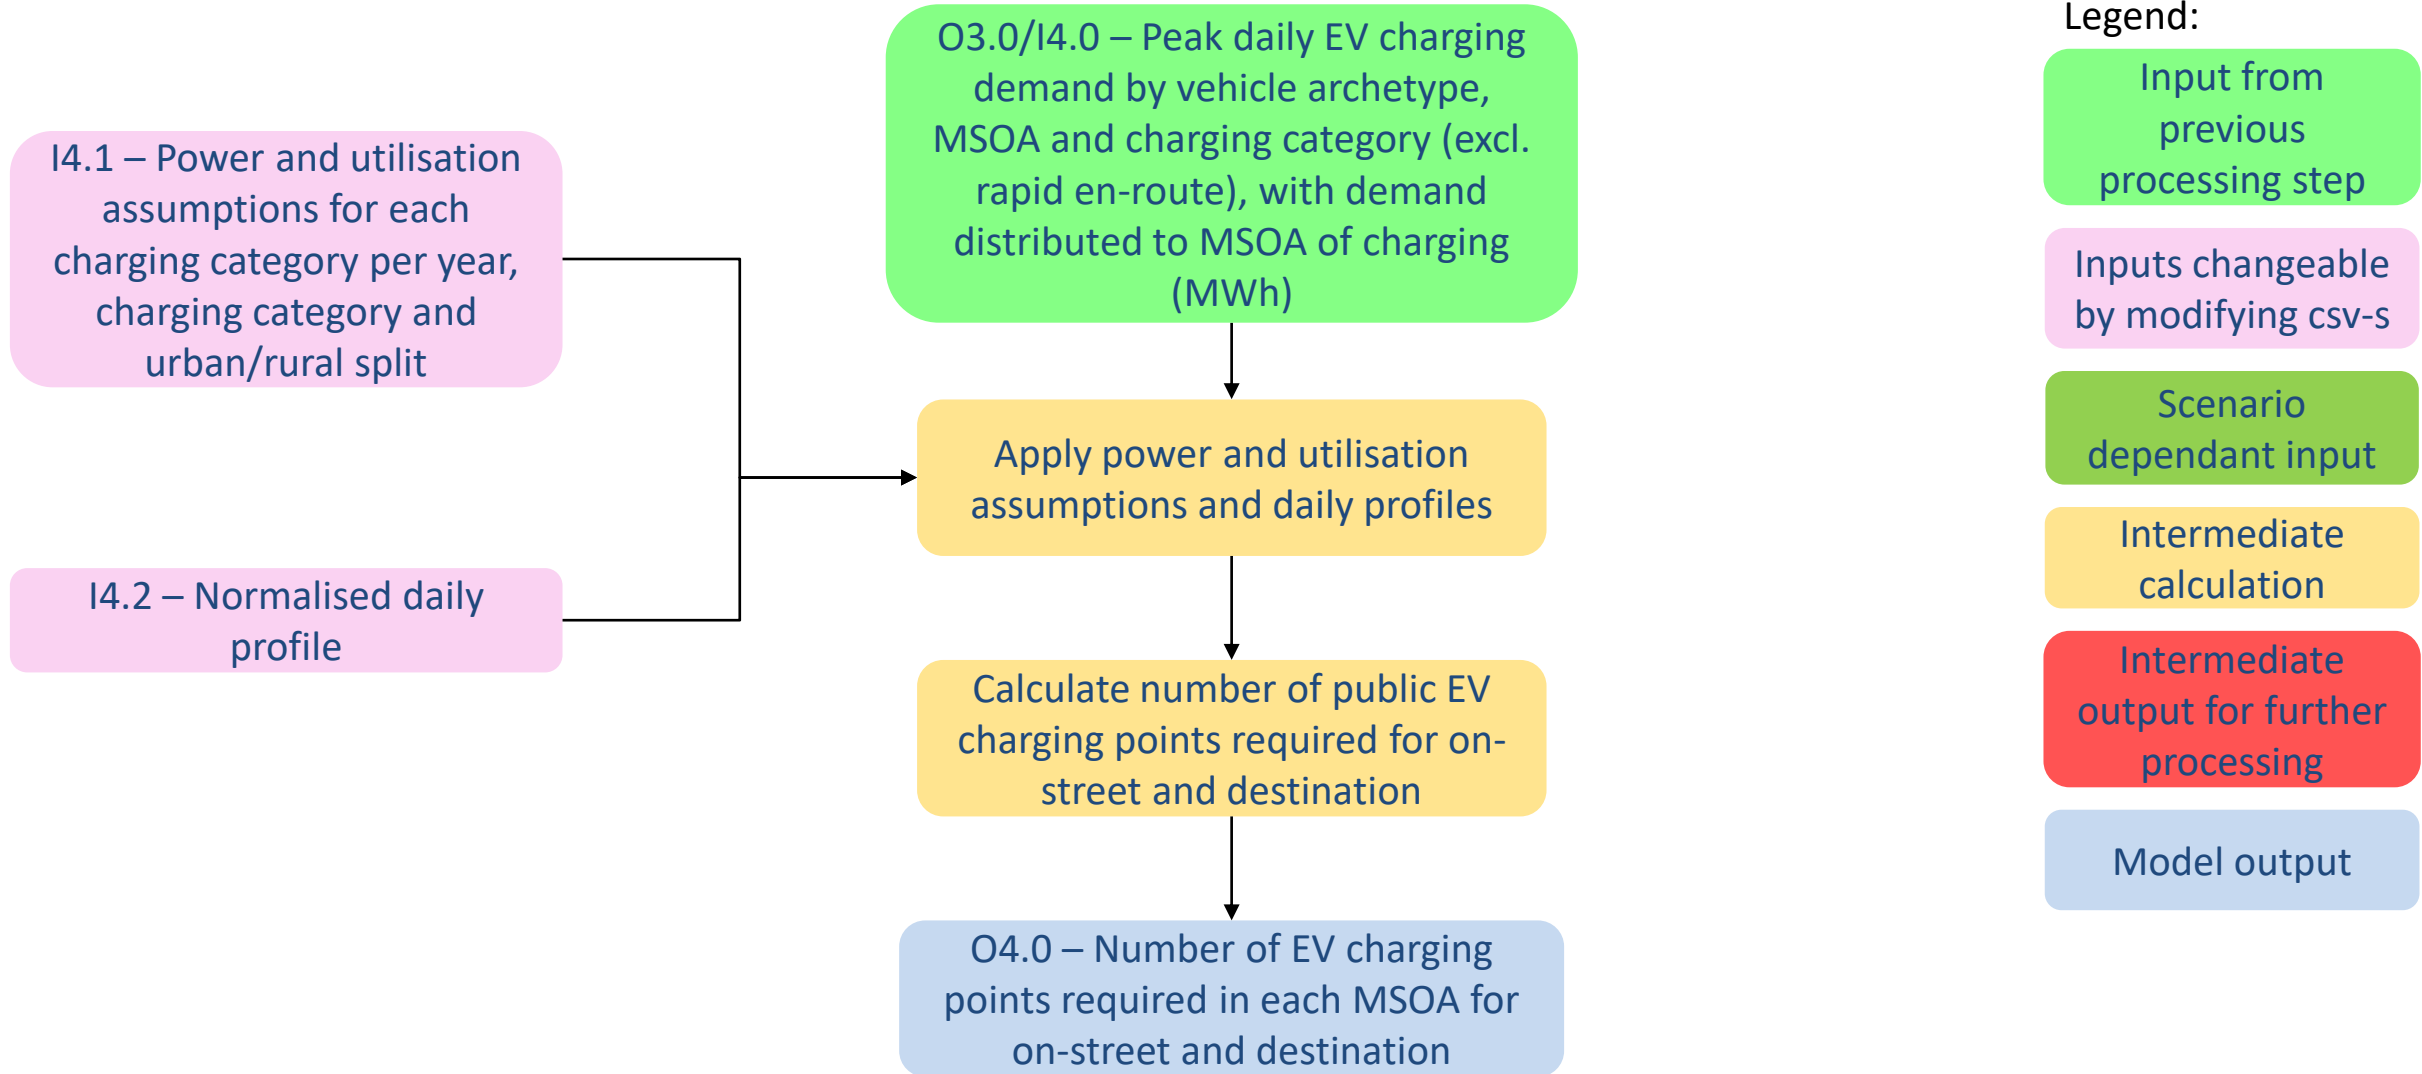 O3.0/I4.0 – Peak daily EV charging
demand by vehicle archetype,
MSOA and charging category (excl.
rapid en-route), with demand
distributed to MSOA of charging
(MWh)
I4.1 – Power and utilisation
assumptions for each
charging category per year,
charging category and
urban/rural split
I4.2 – Normalised daily
profile
Apply power and utilisation
assumptions and daily profiles
Calculate number of public EV
charging points required for on-
street and destination
O4.0 – Number of EV charging
points required in each MSOA for
on-street and destination
Legend:
Input from
previous
processing step
Inputs changeable
by modifying csv-s
Scenario
dependant input
Intermediate
calculation
Intermediate
output for further
processing
Model output